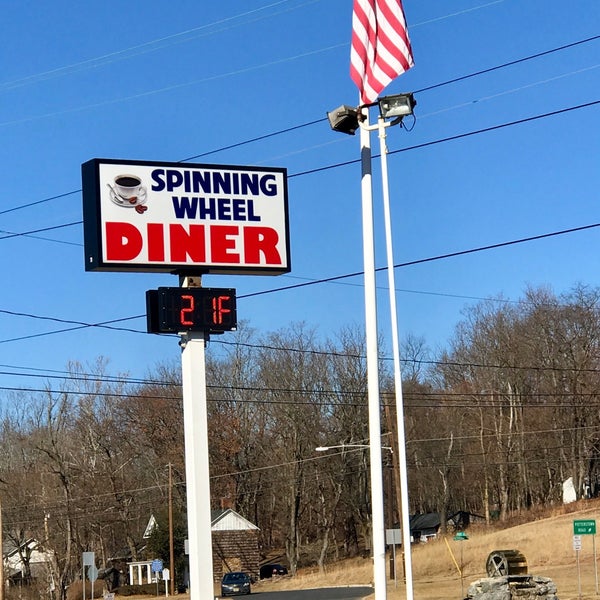 SPINNING
WHEEL
DINER
21F